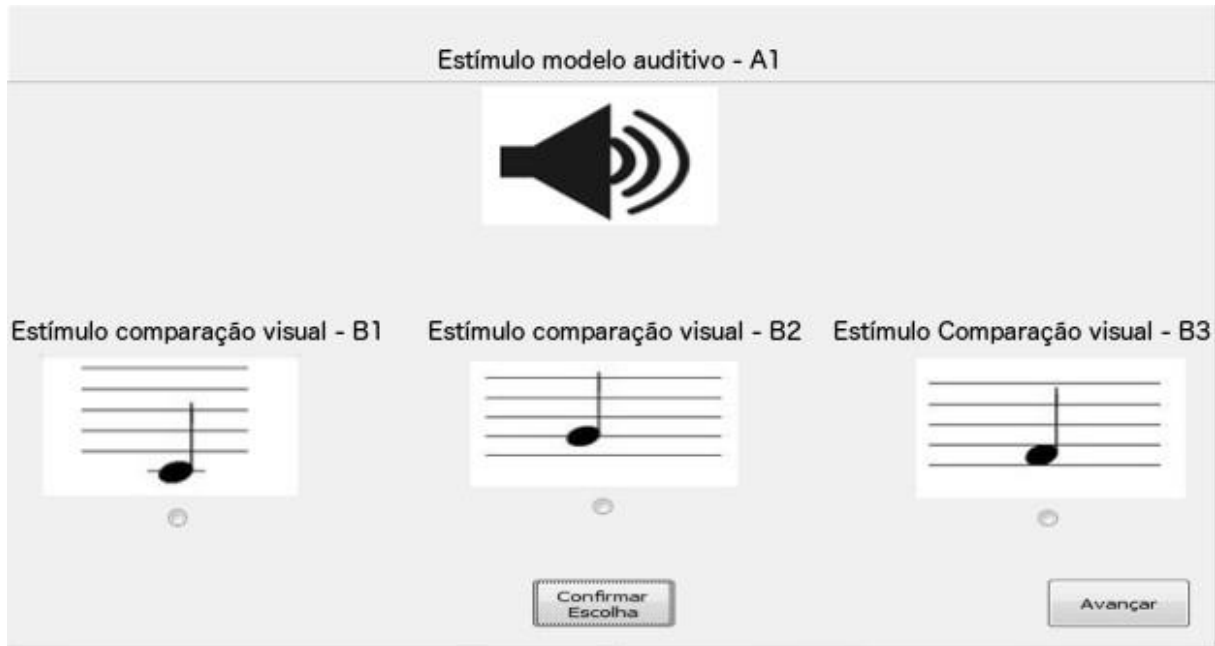 Estímulo modelo auditivo - A1
Estímulo comparação visual - B1
Estímulo comparação visual - B2
Estímulo Comparação visual - B3
Confirmar
Escolha
Avançar